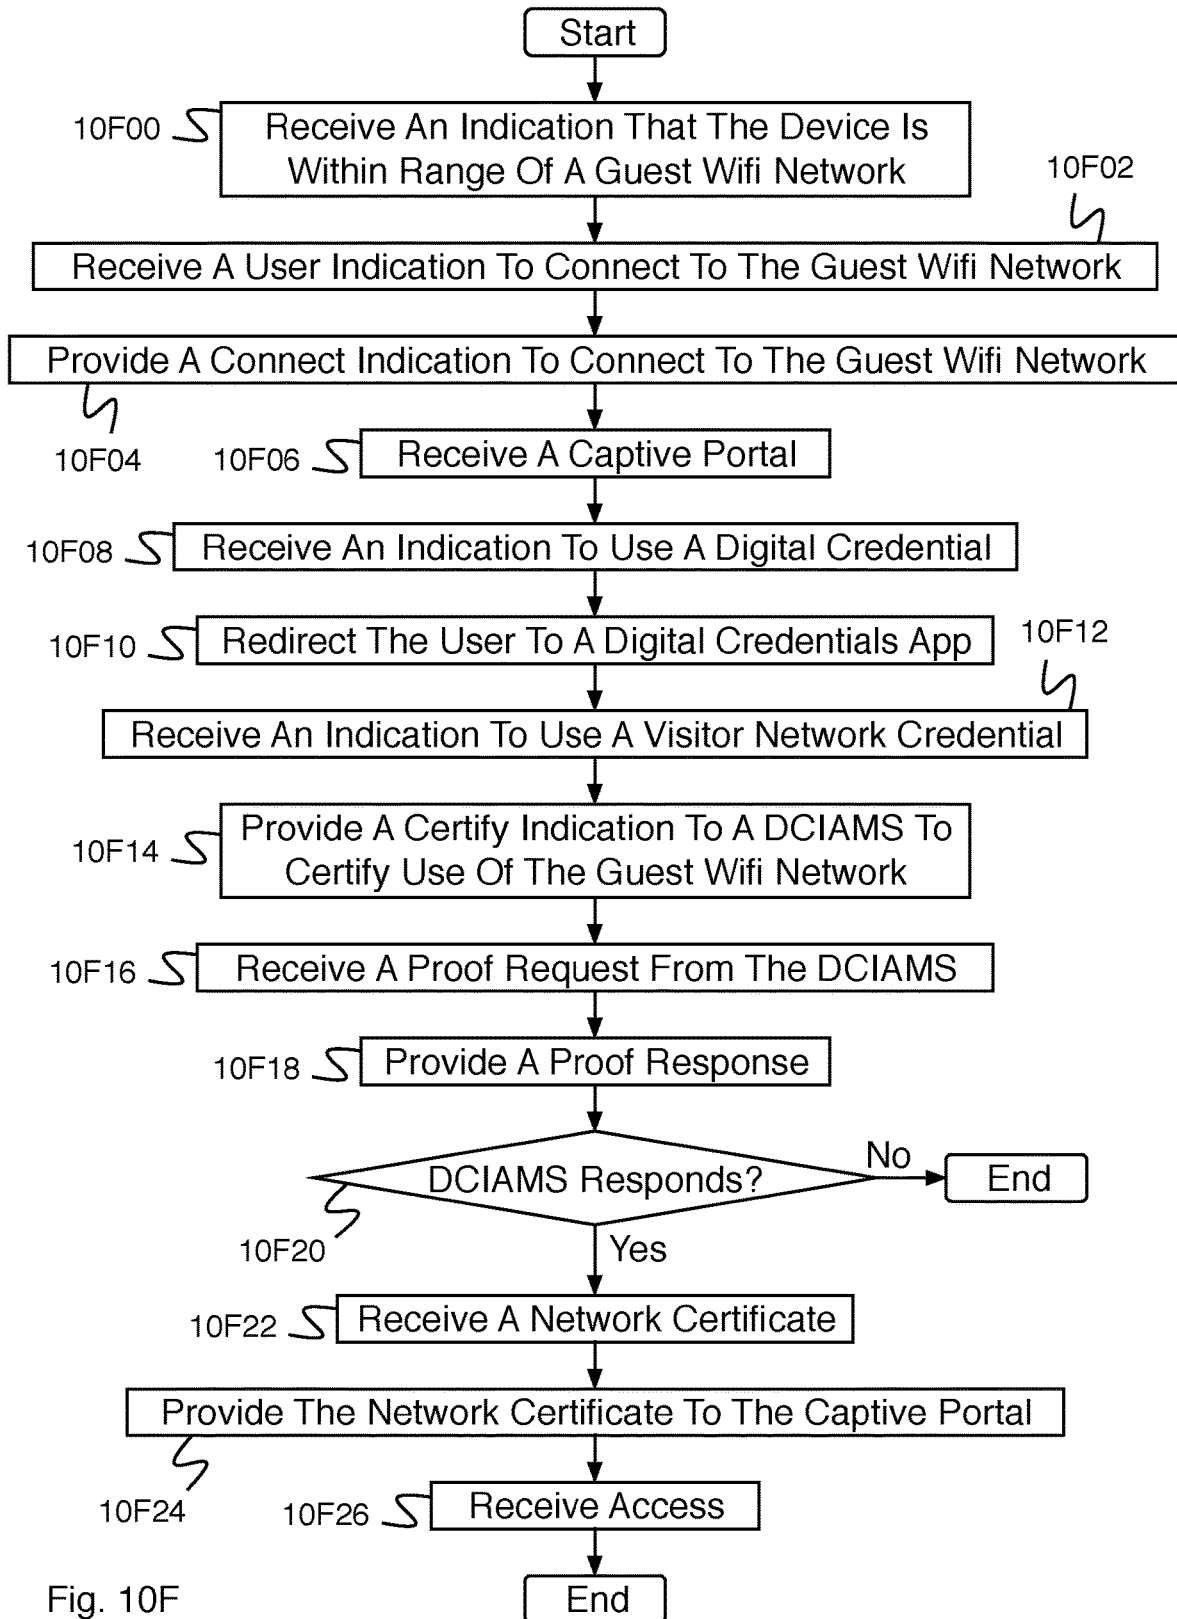 Start
10F00
Receive An Indication That The Device Is
Within Range Of A Guest Wifi Network
10F02
Receive A User Indication To Connect To The Guest Wifi Network
Provide A Connect Indication To Connect To The Guest Wifi Network
10F04
10F06
Receive A Captive Portal
10F08
Receive An Indication To Use A Digital Credential
10F10
Redirect The User To A Digital Credentials App
10F12
Receive An Indication To Use A Visitor Network Credential
10F14
Provide A Certify Indication To A DCIAMS To
Certify Use Of The Guest Wifi Network
10F16
Receive A Proof Request From The DCIAMS
10F18
Provide A Proof Response
DCIAMS Responds?
No
End
10F20
Yes
10F22
Receive A Network Certificate
Provide The Network Certificate To The Captive Portal
10F24
10F26
Receive Access
End
Fig. 10F